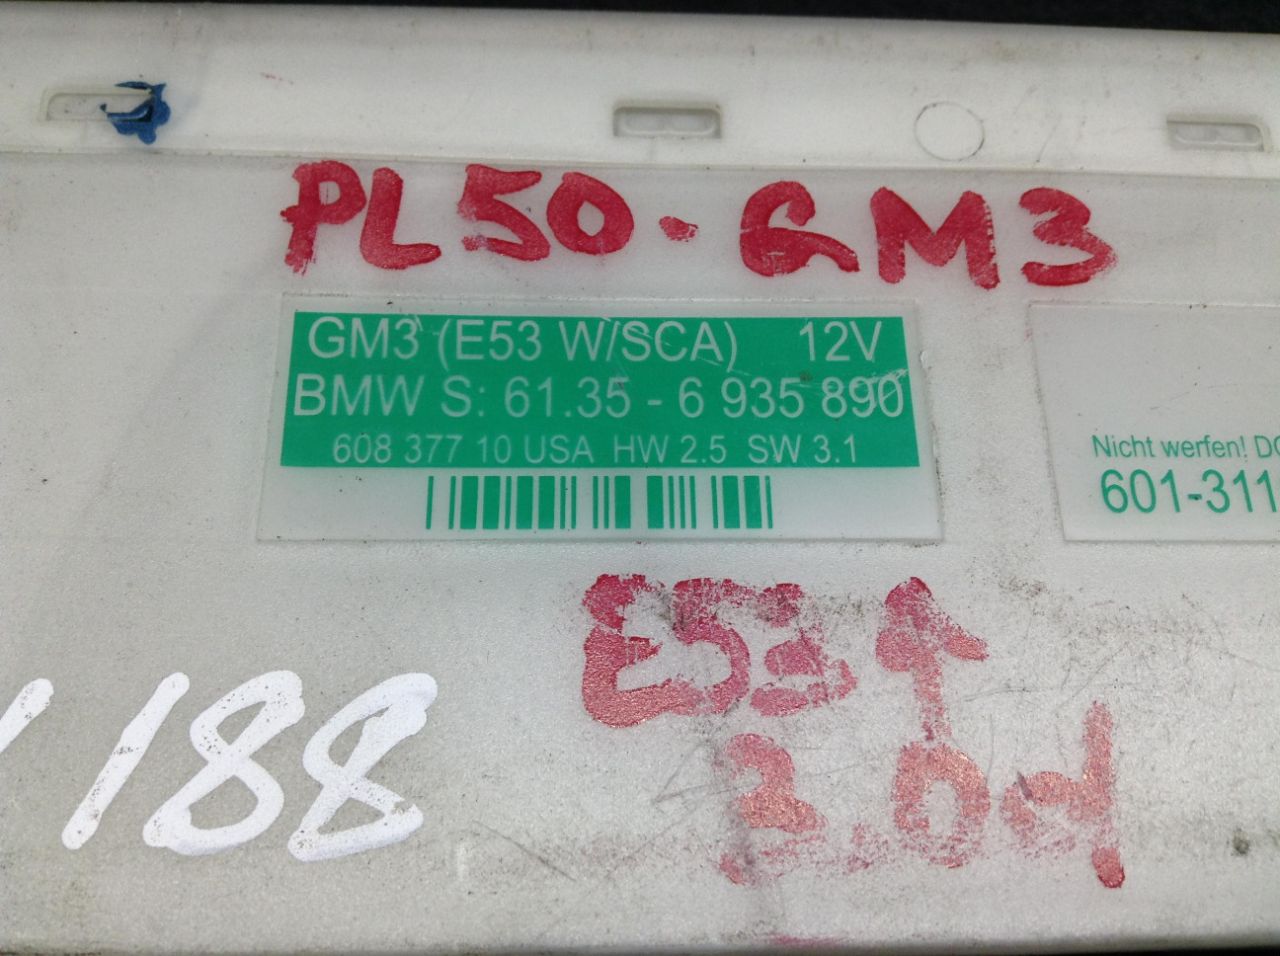 PL50-GM3
GM3 (E53 W/SCA) 12V
BMW S: 61.35 - 6 935 890
608 377 10 USA HW 2.5 SW 3.1
Nicht werfen!
601-311
E53
3.0d
188